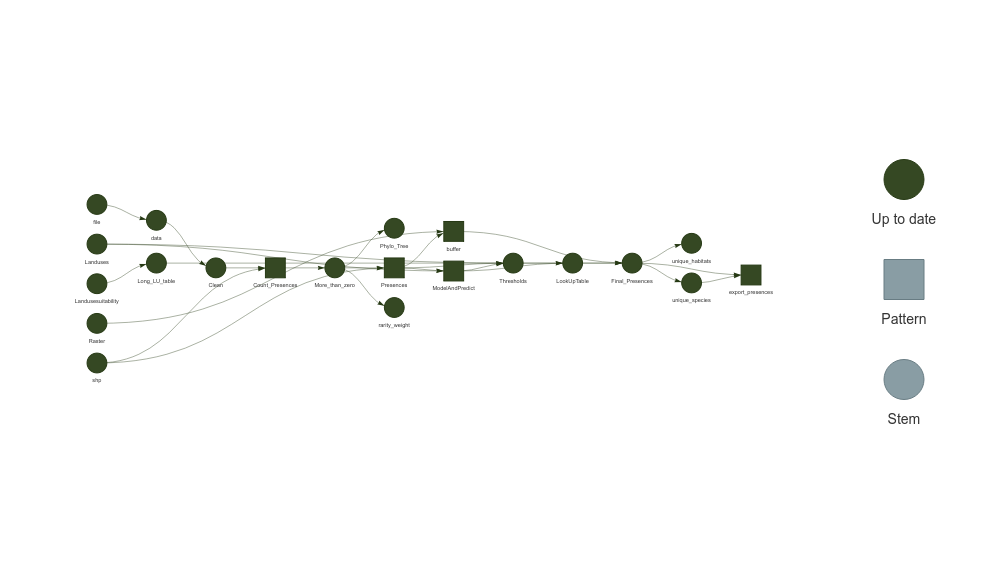 file
Landuses
Landusesuitability
Raster
shp
data
Long_LU_table
Clean
Count_Presences
More_than_zero
Phylo_Tree
Presences
rarity_weight
buffer
ModelAndPredict
Thresholds
LookUpTable
Final_Presences
unique_habitats
unique_species
export_presences
Up to date
Pattern
Stem